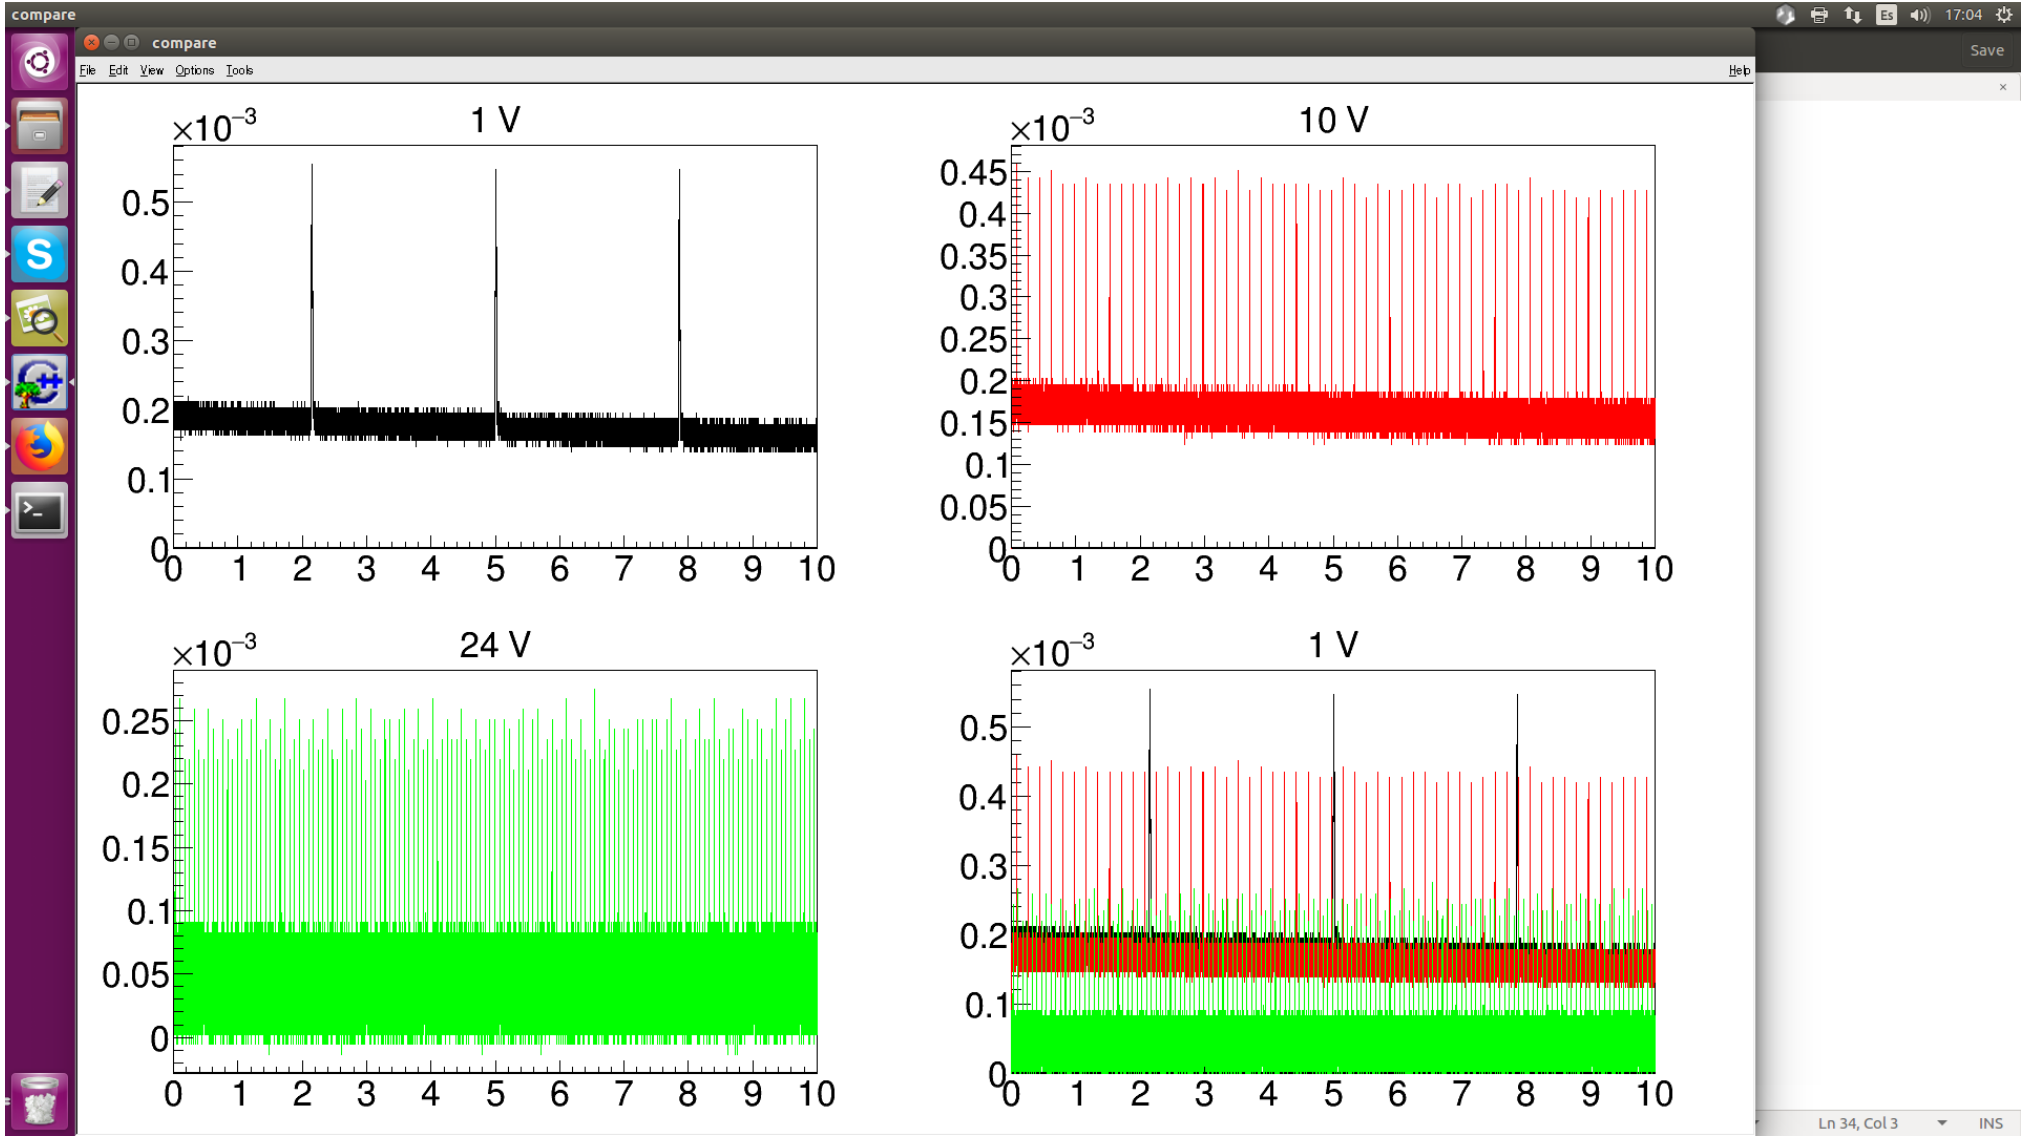 compare
Es
17:04
compare
Save
File Edit View Options Tools
Help
×
×10⁻³
1 V
0.5
0.4
0.3
0.2
0.1
0
0 1 2 3 4 5 6 7 8 9 10
×10⁻³
10 V
0.45
0.4
0.35
0.3
0.25
0.2
0.15
0.1
0.05
0
0 1 2 3 4 5 6 7 8 9 10
×10⁻³
24 V
0.25
0.2
0.15
0.1
0.05
0
0 1 2 3 4 5 6 7 8 9 10
×10⁻³
1 V
0.5
0.4
0.3
0.2
0.1
0
0 1 2 3 4 5 6 7 8 9 10
S
C++
>_
Ln 34, Col 3
INS